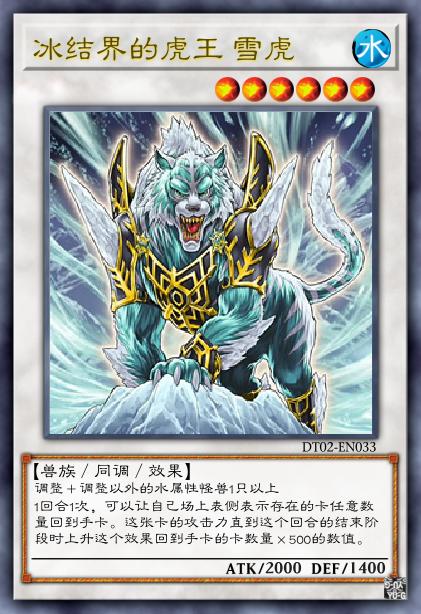 冰结界的虎王 雪虎
水
DT02-EN033
【兽族／同调／效果】
调整＋调整以外的水属性怪兽1只以上
1回合1次，可以让自己场上表侧表示存在的卡任意数
量回到手卡。这张卡的攻击力直到这个回合的结束阶
段时上升这个效果回到手卡的卡数量×500的数值。
ATK/2000 DEF/1400